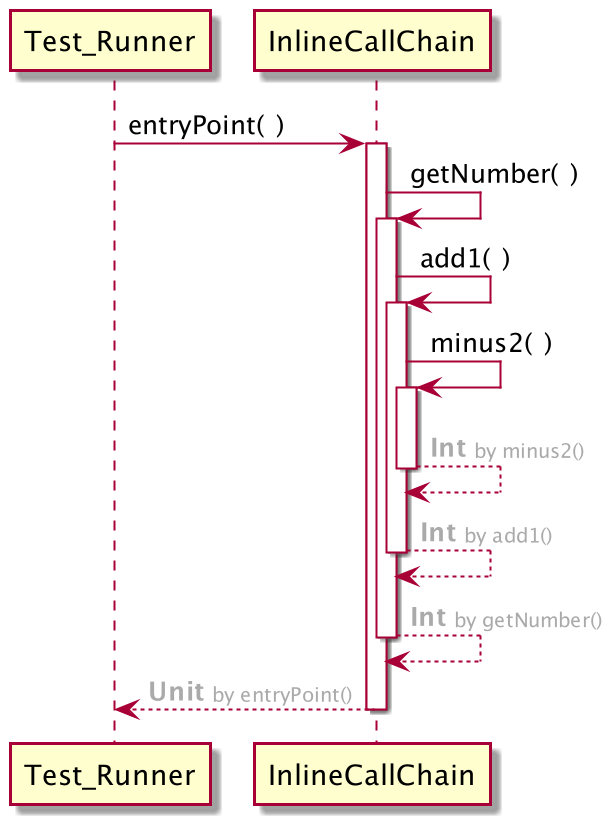 Test_Runner
InlineCallChain
entryPoint( )
getNumber( )
add1( )
minus2( )
Int by minus2()
Int by add1()
Int by getNumber()
Unit by entryPoint()
Test_Runner
InlineCallChain